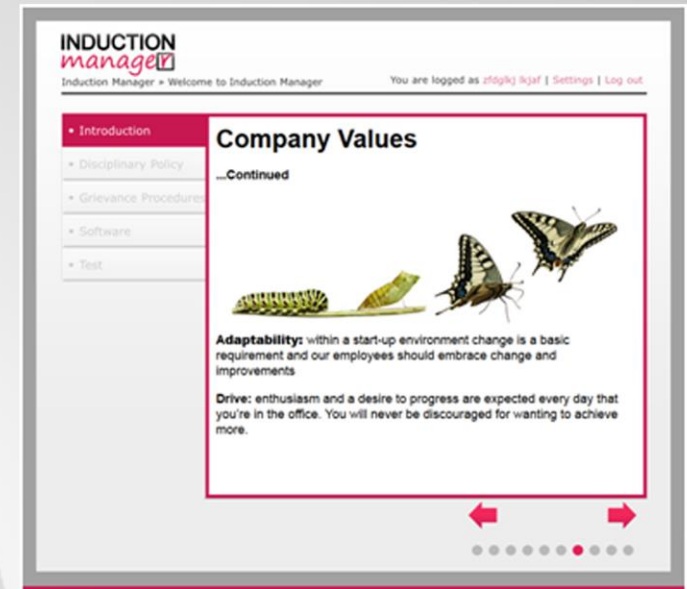 INDUCTION
manager
Induction Manager » Welcome to Induction Manager
You are logged as zfdglkj lkjaf | Settings | Log out
• Introduction
• Disciplinary Policy
• Grievance Procedures
• Software
• Test
Company Values
...Continued
Adaptability: within a start-up environment change is a basic
requirement and our employees should embrace change and
improvements
Drive: enthusiasm and a desire to progress are expected every day that
you're in the office. You will never be discouraged for wanting to achieve
more.